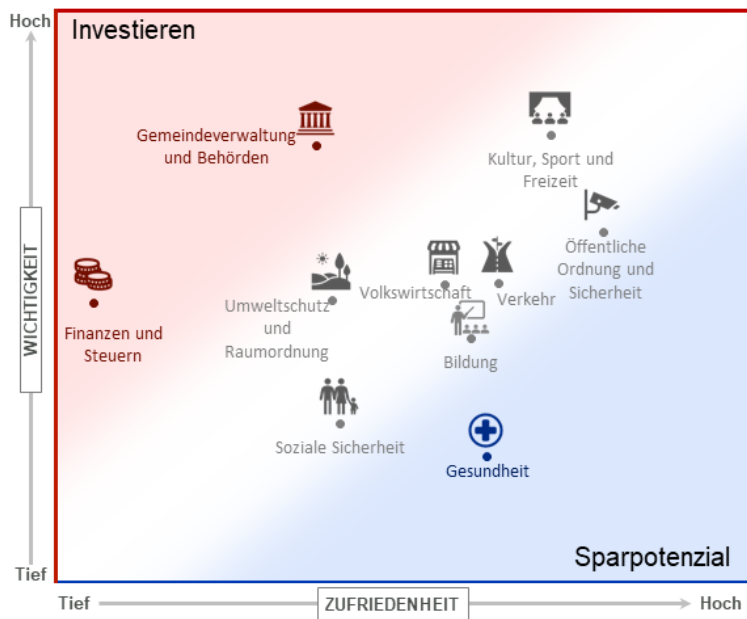 Hoch
Investieren
Gemeindeverwaltung
und Behörden
Kultur, Sport und
Freizeit
Öffentliche
Ordnung und
Sicherheit
Volkswirtschaft
Verkehr
Umweltschutz
und
Raumordnung
Finanzen und
Steuern
Bildung
Soziale Sicherheit
Gesundheit
WICHTIGKEIT
Sparpotenzial
Tief
Tief
ZUFRIEDENHEIT
Hoch